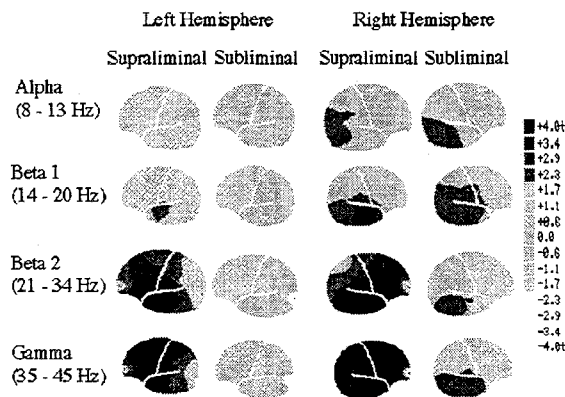 Left Hemisphere Right Hemisphere
Supraliminal Subliminal Supraliminal Subliminal
Alpha
(8 - 13 Hz)
Beta 1
(14 - 20 Hz)
Beta 2
(21 - 34 Hz)
Gamma
(35 - 45 Hz)
+4.0t
+3.4
+2.9
+2.3
+1.7
+1.1
+0.6
0.0
-0.6
-1.1
-1.7
-2.3
-2.9
-3.4
-4.0t